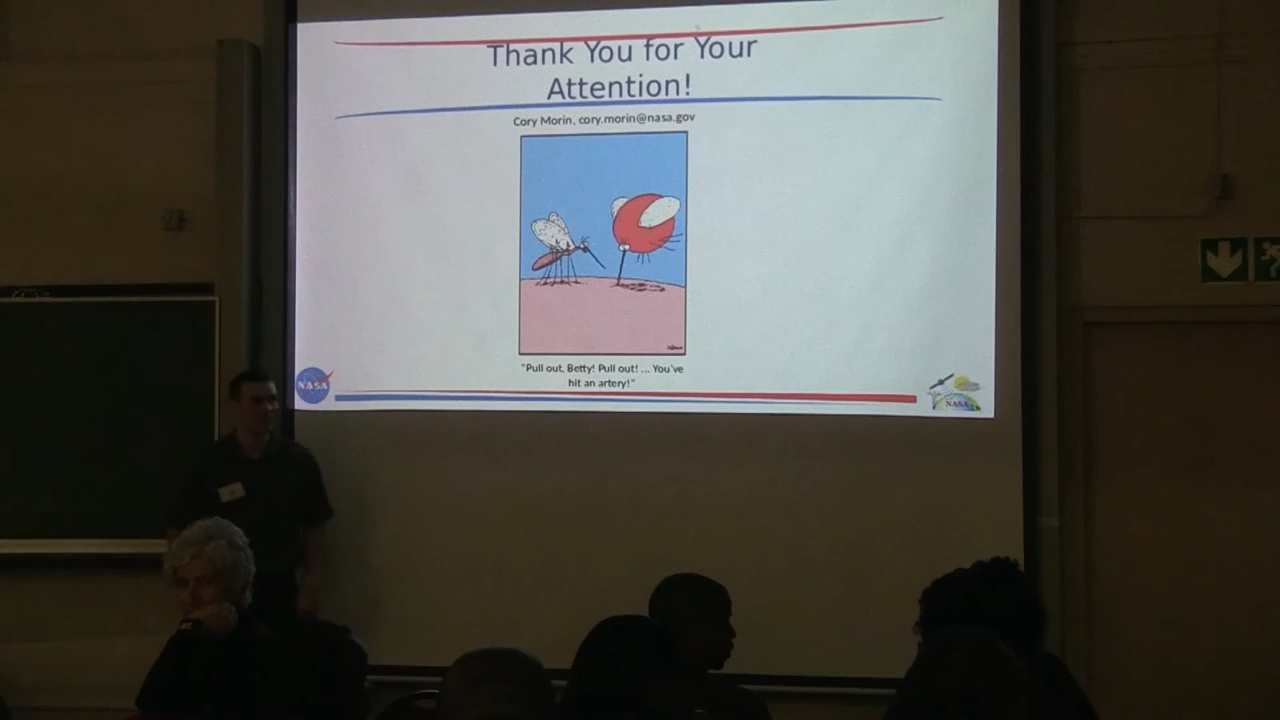 Thank You for Your
Attention!
Cory Morin, cory.morin@nasa.gov
"Pull out, Betty! Pull out! ... You've
hit an artery!"
NASA
NASA